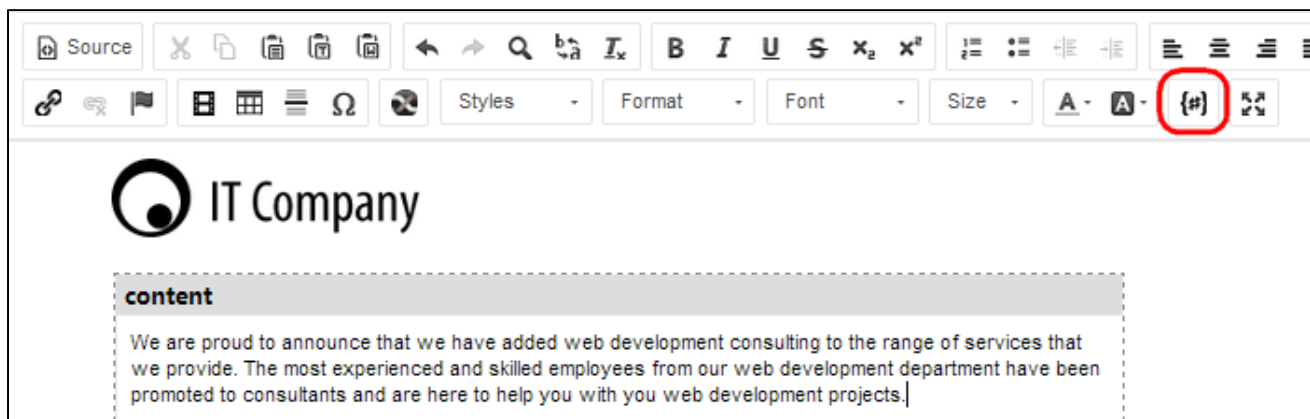 Source B I U S x₂ x²
Styles Format Font Size A A {#}
IT Company
content
We are proud to announce that we have added web development consulting to the range of services that
we provide. The most experienced and skilled employees from our web development department have been
promoted to consultants and are here to help you with you web development projects.